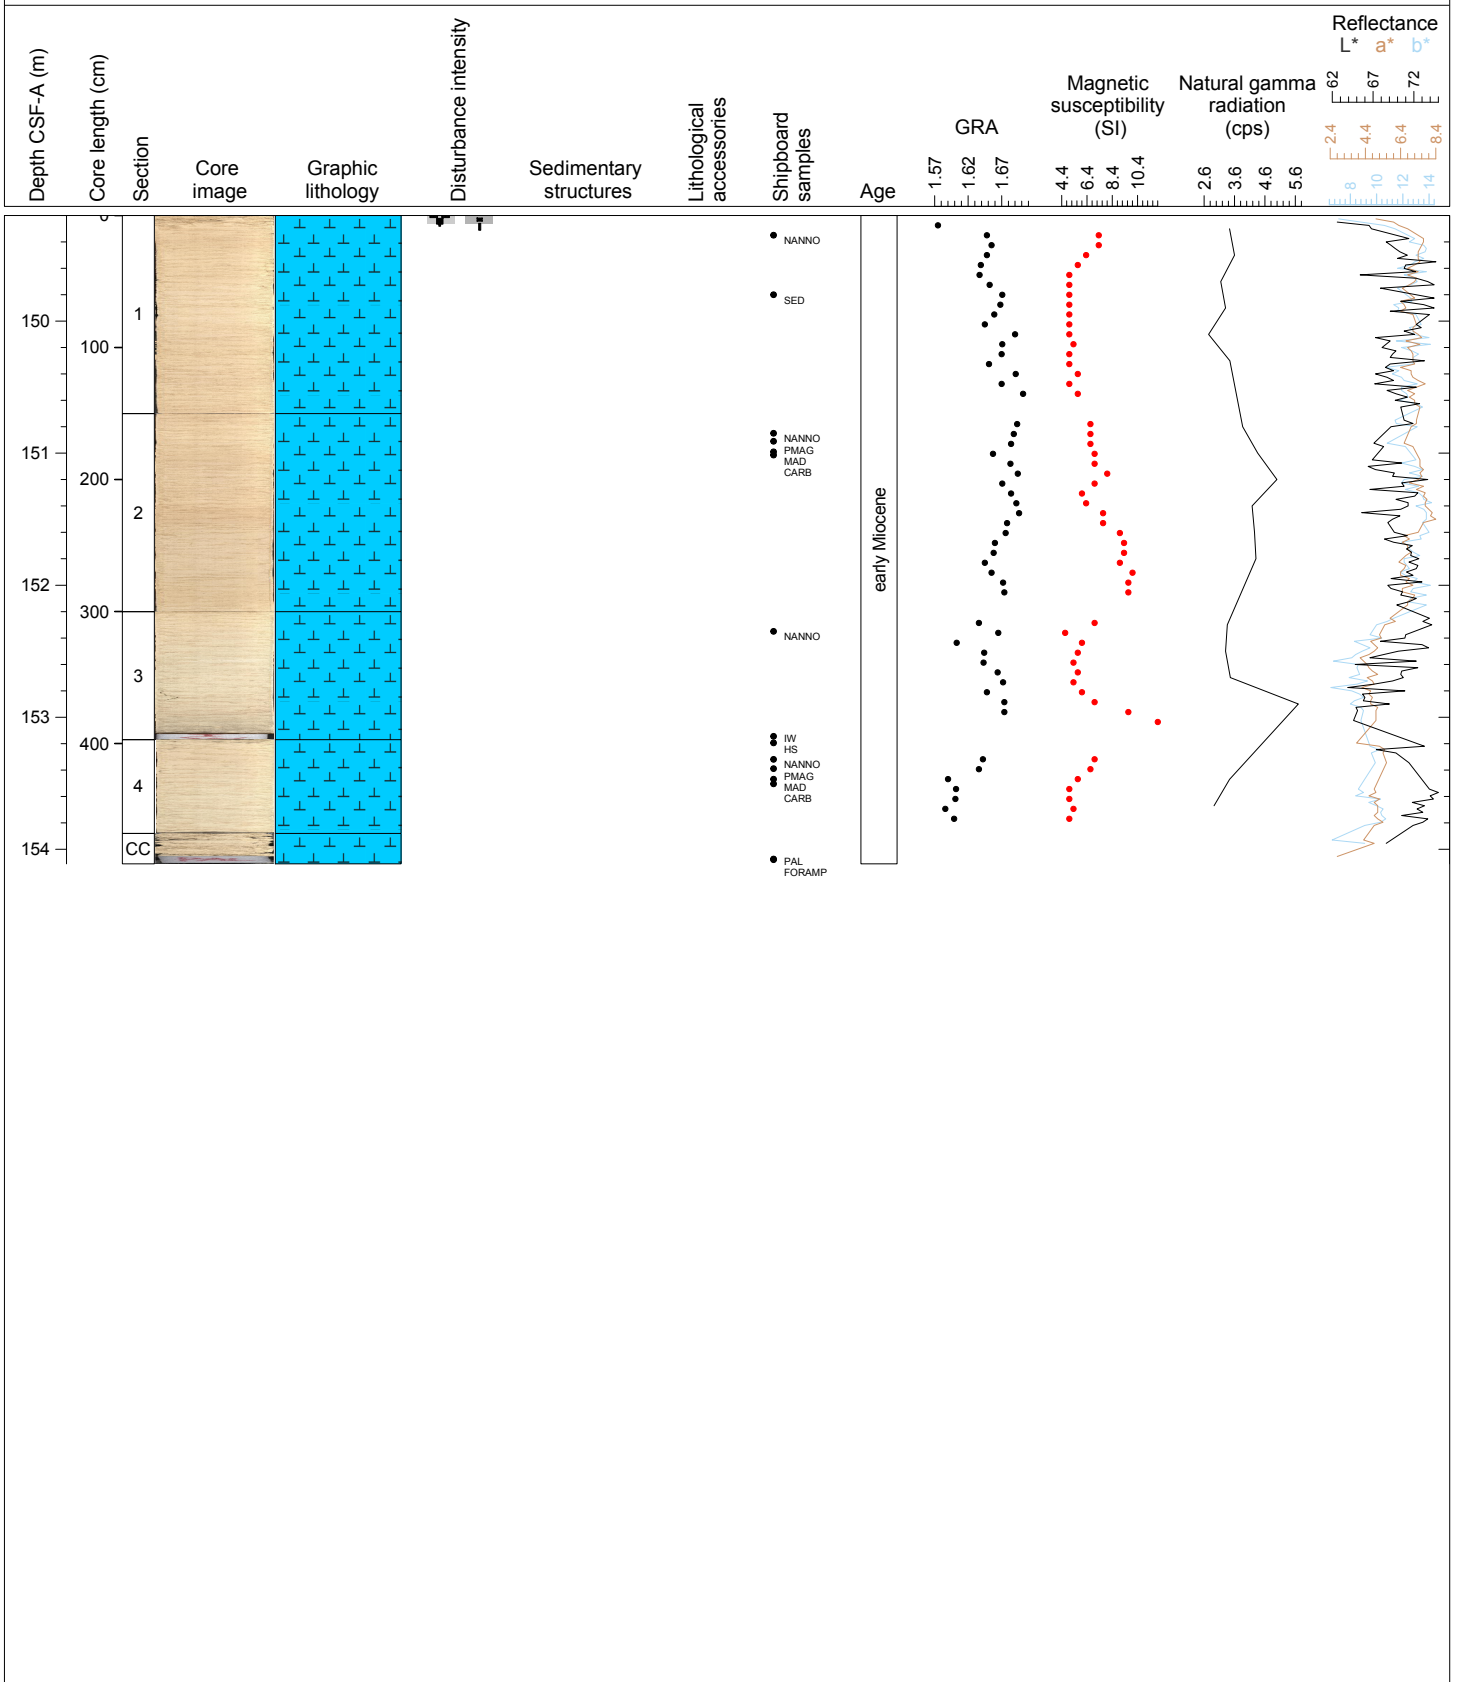 Depth CSF-A (m)
Core length (cm)
Section
Core
image
Graphic
lithology
Disturbance intensity
Sedimentary
structures
Lithological
accessories
Shipboard
samples
Age
GRA
1.57
1.62
1.67
Magnetic
susceptibility
(SI)
4.4
6.4
8.4
10.4
Natural gamma
radiation
(cps)
2.6
3.6
4.6
5.6
Reflectance
L* a* b*
62
67
72
2.4
4.4
6.4
8.4
8
10
12
14
150
151
152
153
154
0
100
200
300
400
1
2
3
4
CC
NANNO
SED
NANNO
PMAG
MAD
CARB
NANNO
IW
HS
NANNO
PMAG
MAD
CARB
PAL
FORAMP
early Miocene